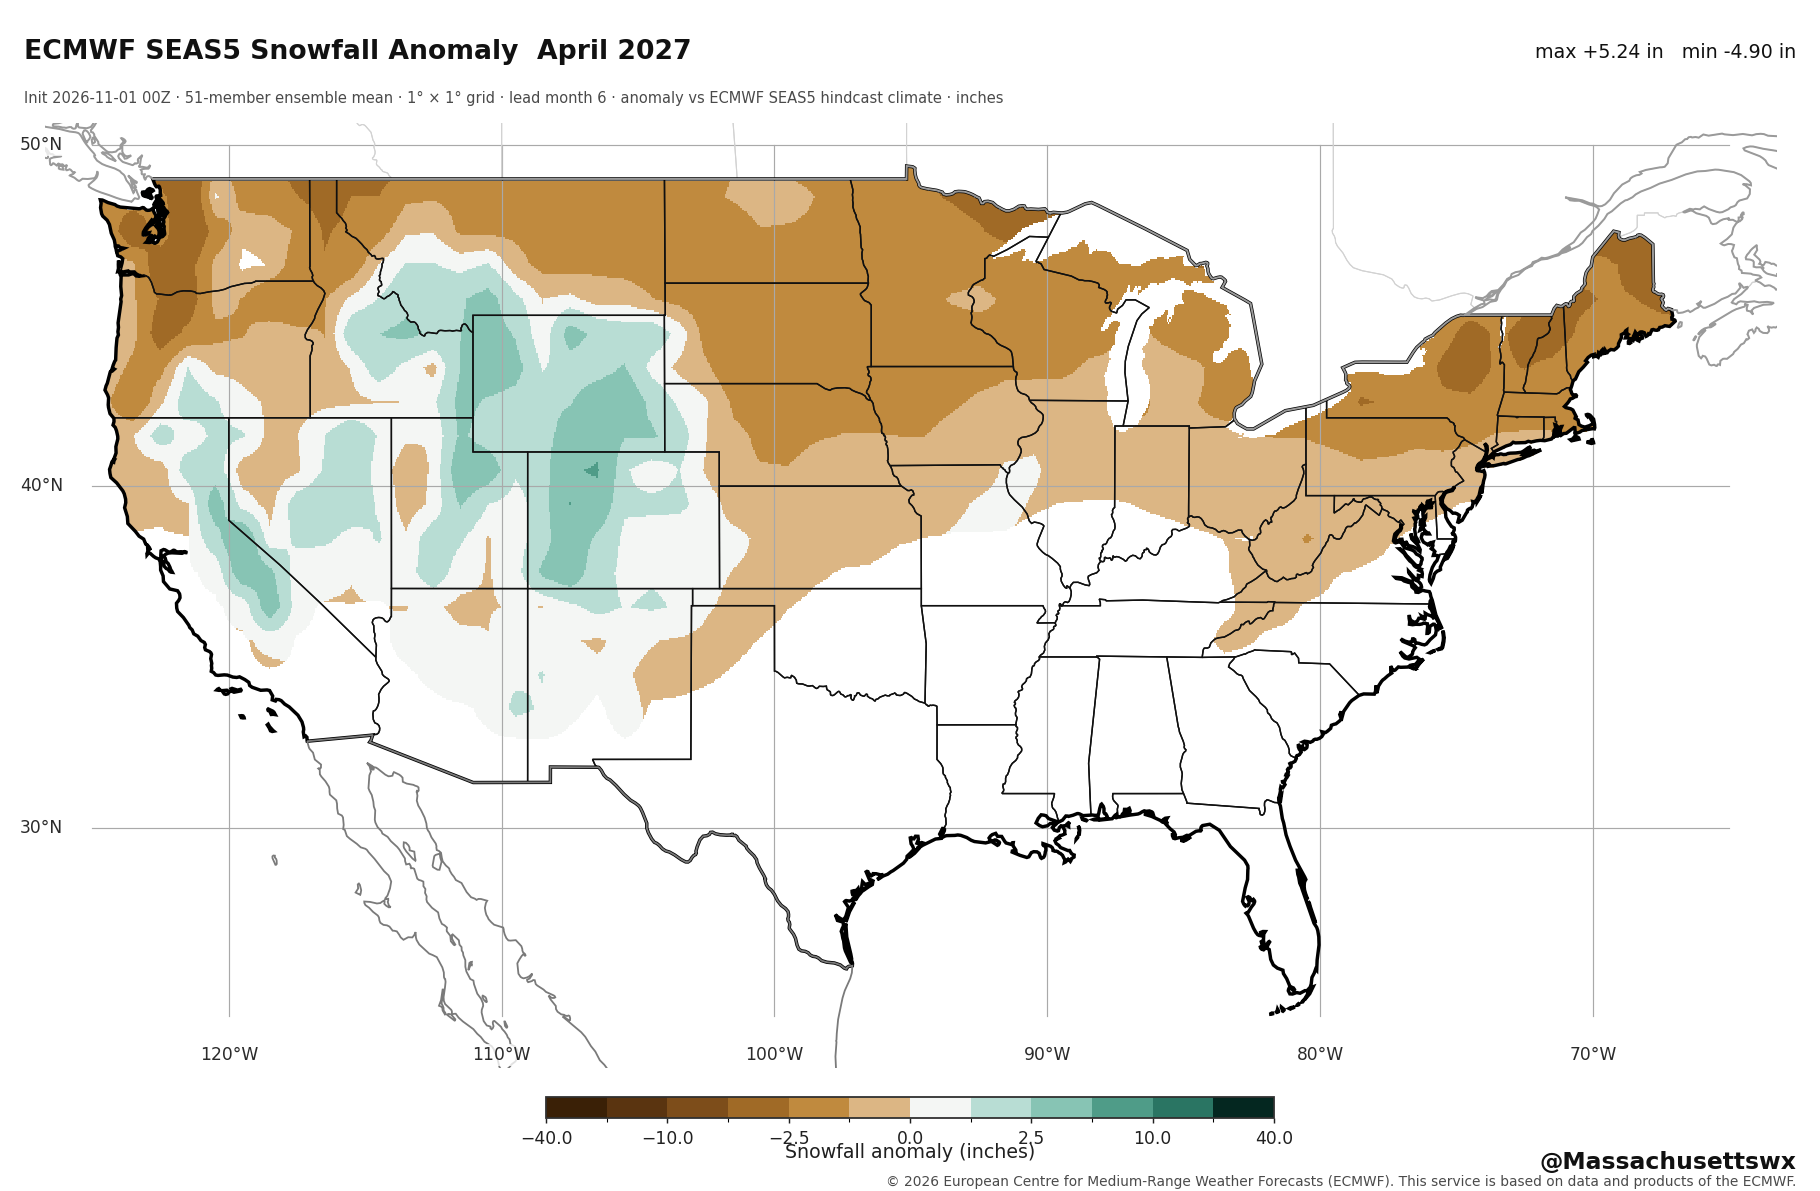 ECMWF SEAS5 Snowfall Anomaly  April 2027
max +5.24 in   min -4.90 in
Init 2026-11-01 00Z · 51-member ensemble mean · 1° × 1° grid · lead month 6 · anomaly vs ECMWF SEAS5 hindcast climate · inches
50°N
40°N
30°N
120°W 110°W 100°W 90°W 80°W 70°W
−40.0 −10.0 −2.5 0.0 2.5 10.0 40.0
Snowfall anomaly (inches)
@Massachusettswx
© 2026 European Centre for Medium-Range Weather Forecasts (ECMWF). This service is based on data and products of the ECMWF.